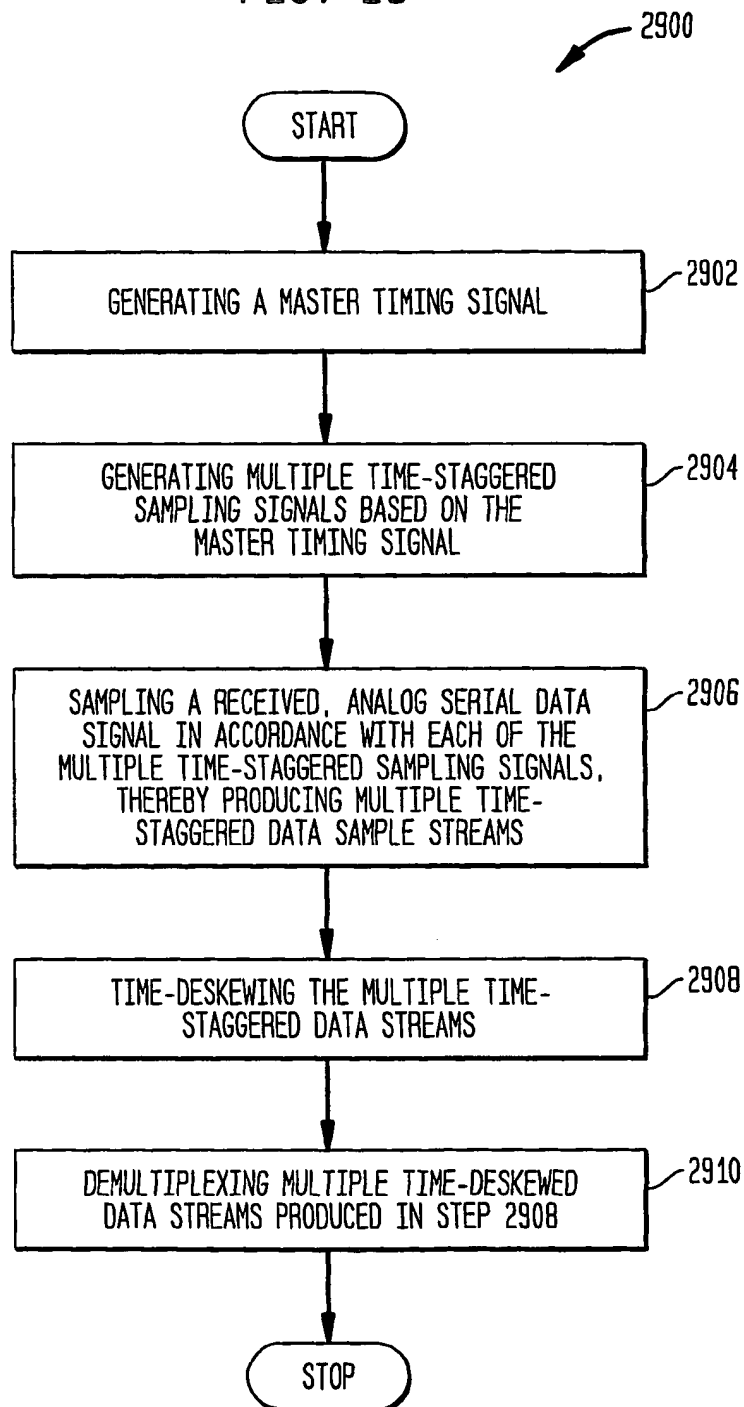 2900
START
GENERATING A MASTER TIMING SIGNAL
2902
GENERATING MULTIPLE TIME-STAGGERED
SAMPLING SIGNALS BASED ON THE
MASTER TIMING SIGNAL
2904
SAMPLING A RECEIVED, ANALOG SERIAL DATA
SIGNAL IN ACCORDANCE WITH EACH OF THE
MULTIPLE TIME-STAGGERED SAMPLING SIGNALS,
THEREBY PRODUCING MULTIPLE TIME-
STAGGERED DATA SAMPLE STREAMS
2906
TIME-DESKEWING THE MULTIPLE TIME-
STAGGERED DATA STREAMS
2908
DEMULTIPLEXING MULTIPLE TIME-DESKEWED
DATA STREAMS PRODUCED IN STEP 2908
2910
STOP